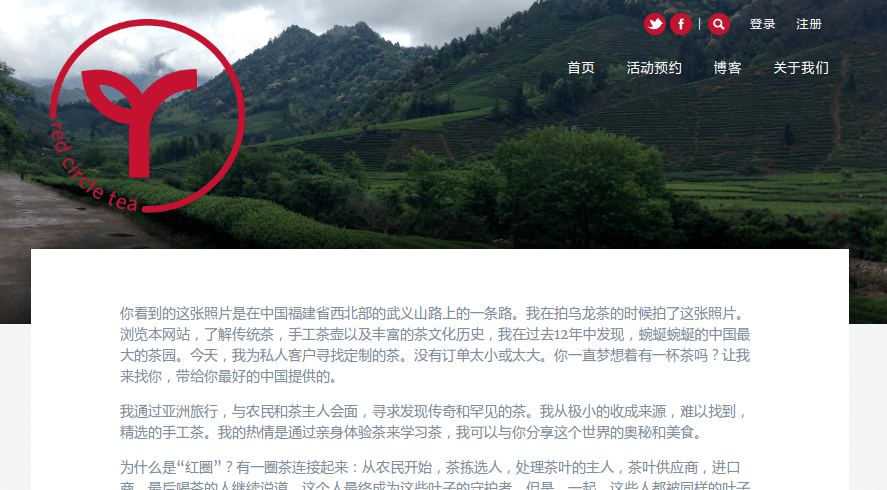 登录 注册
首页 活动预约 博客 关于我们
red circle tea
你看到的这张照片是在中国福建省西北部的武义山路上的一条路。我在拍乌龙茶的时候拍了这张照片。
浏览本网站，了解传统茶，手工茶壶以及丰富的茶文化历史，我在过去12年中发现，蜿蜒蜿蜒的中国最
大的茶园。今天，我为私人客户寻找定制的茶。没有订单太小或太大。你一直梦想着有一杯茶吗？让我
来找你，带给你最好的中国提供的。
我通过亚洲旅行，与农民和茶主人会面，寻求发现传奇和罕见的茶。我从极小的收成来源，难以找到，
精选的手工茶。我的热情是通过亲身体验茶来学习茶，我可以与你分享这个世界的奥秘和美食。
为什么是“红圈”？有一圈茶连接起来：从农民开始，茶拣选人，处理茶叶的主人，茶叶供应商，进口
商，最后喝茶的人继续说道，这个人最终成为这些叶子的守护者。但是，一起，这些人都被同样的叶子